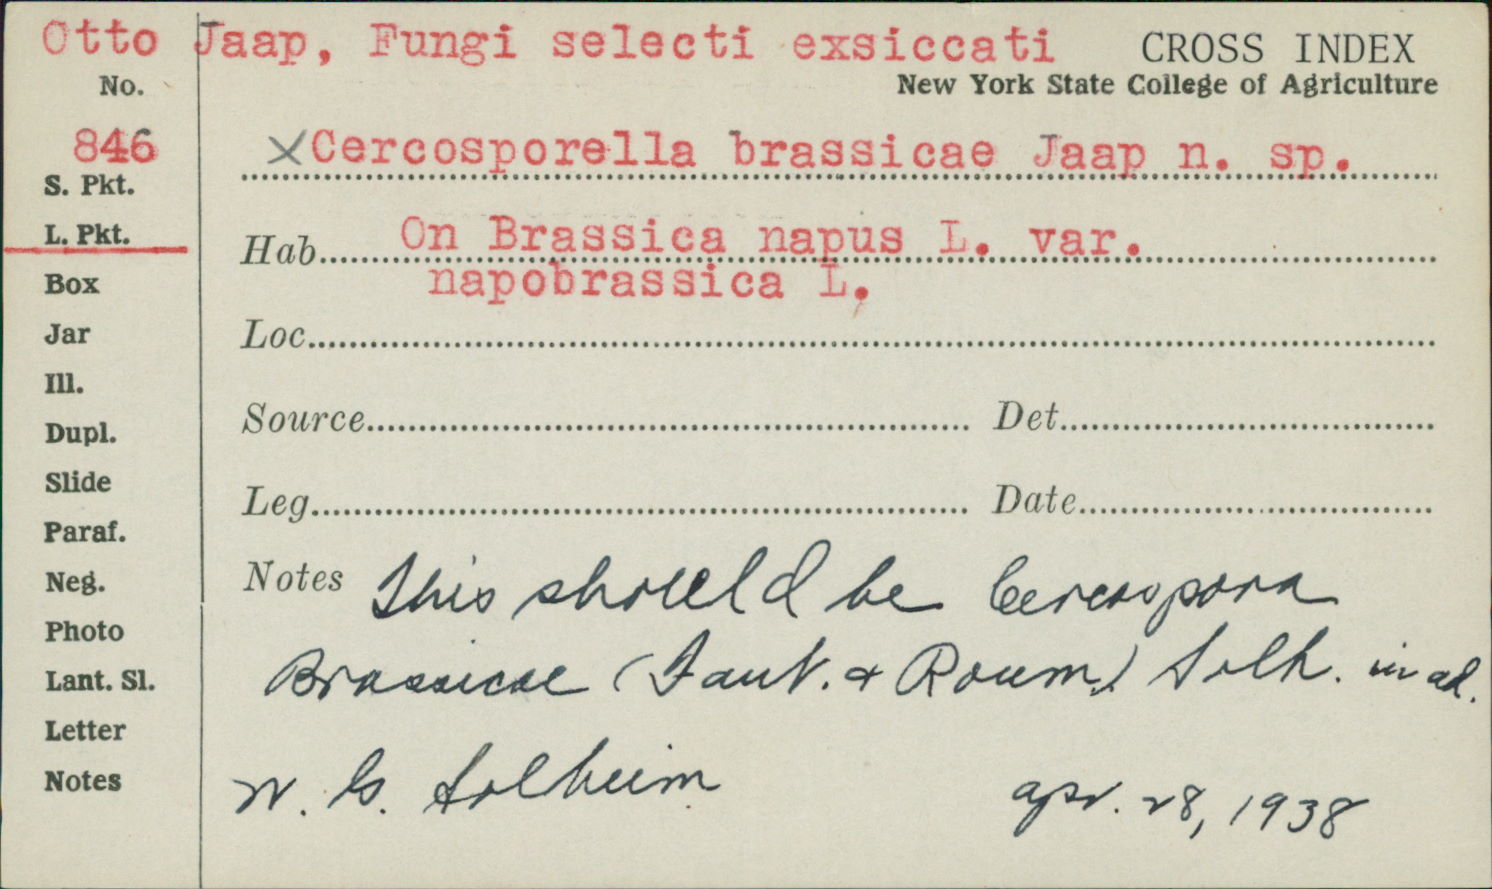 Otto Jaap, Fungi selecti exsiccati CROSS INDEX
No. New York State College of Agriculture
846 ×Cercosporella brassicae Jaap n. sp.
S. Pkt.
L. Pkt.
Hab. On Brassica napus L. var.
napobrassica L.
Box
Jar
Loc.
Ill.
Dupl.
Source Det.
Slide
Leg. Date
Paraf.
Neg.
Notes This should be Cercospora
Photo
Brassicae (Faut. & Roum.) Solh. in ed.
Lant. Sl.
Letter
Notes
W. G. Solheim Apr. 28, 1938